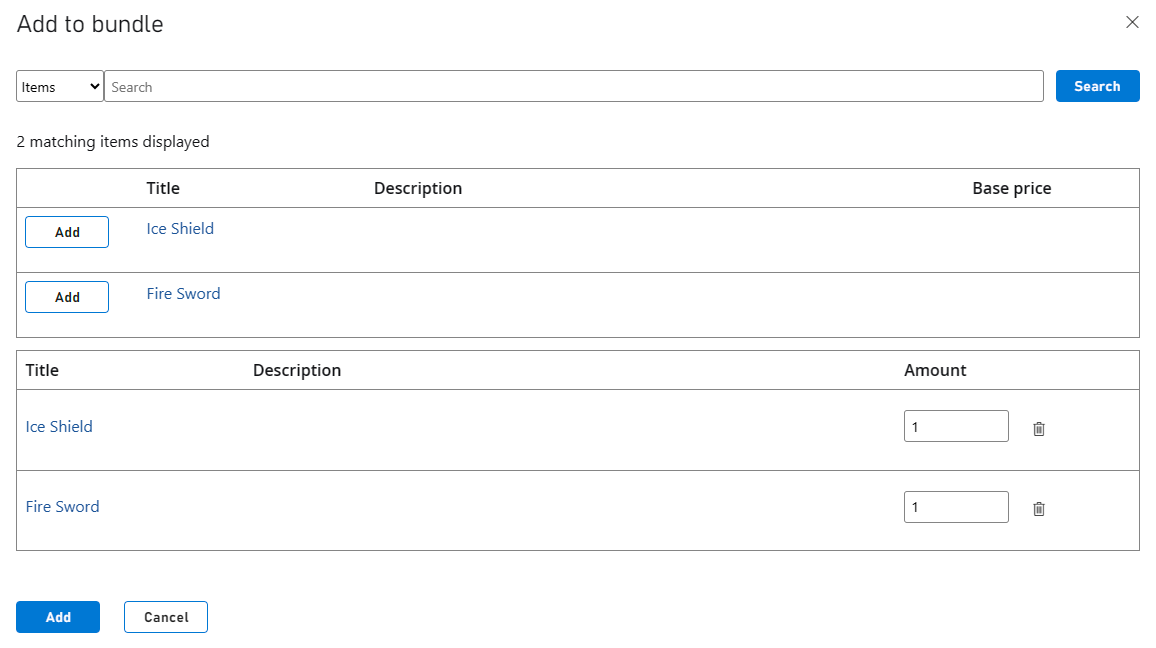 Add to bundle
Items Search Search
2 matching items displayed
Title Description Base price
Add Ice Shield
Add Fire Sword
Title Description Amount
Ice Shield 1
Fire Sword 1
Add Cancel